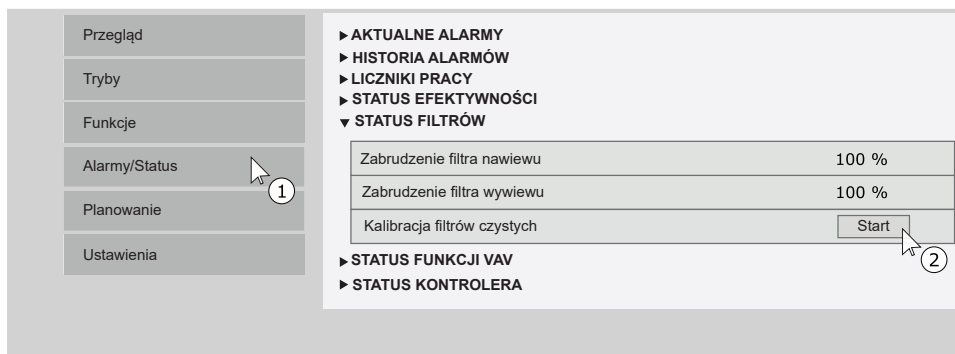 Przegląd
Tryby
Funkcje
Alarmy/Status
1
Planowanie
Ustawienia
AKTUALNE ALARMY
HISTORIA ALARMÓW
LICZNIKI PRACY
STATUS EFEKTYWNOŚCI
STATUS FILTRÓW
Zabrudzenie filtra nawiewu 100 %
Zabrudzenie filtra wywiewu 100 %
Kalibracja filtrów czystych Start
2
STATUS FUNKCJI VAV
STATUS KONTROLERA